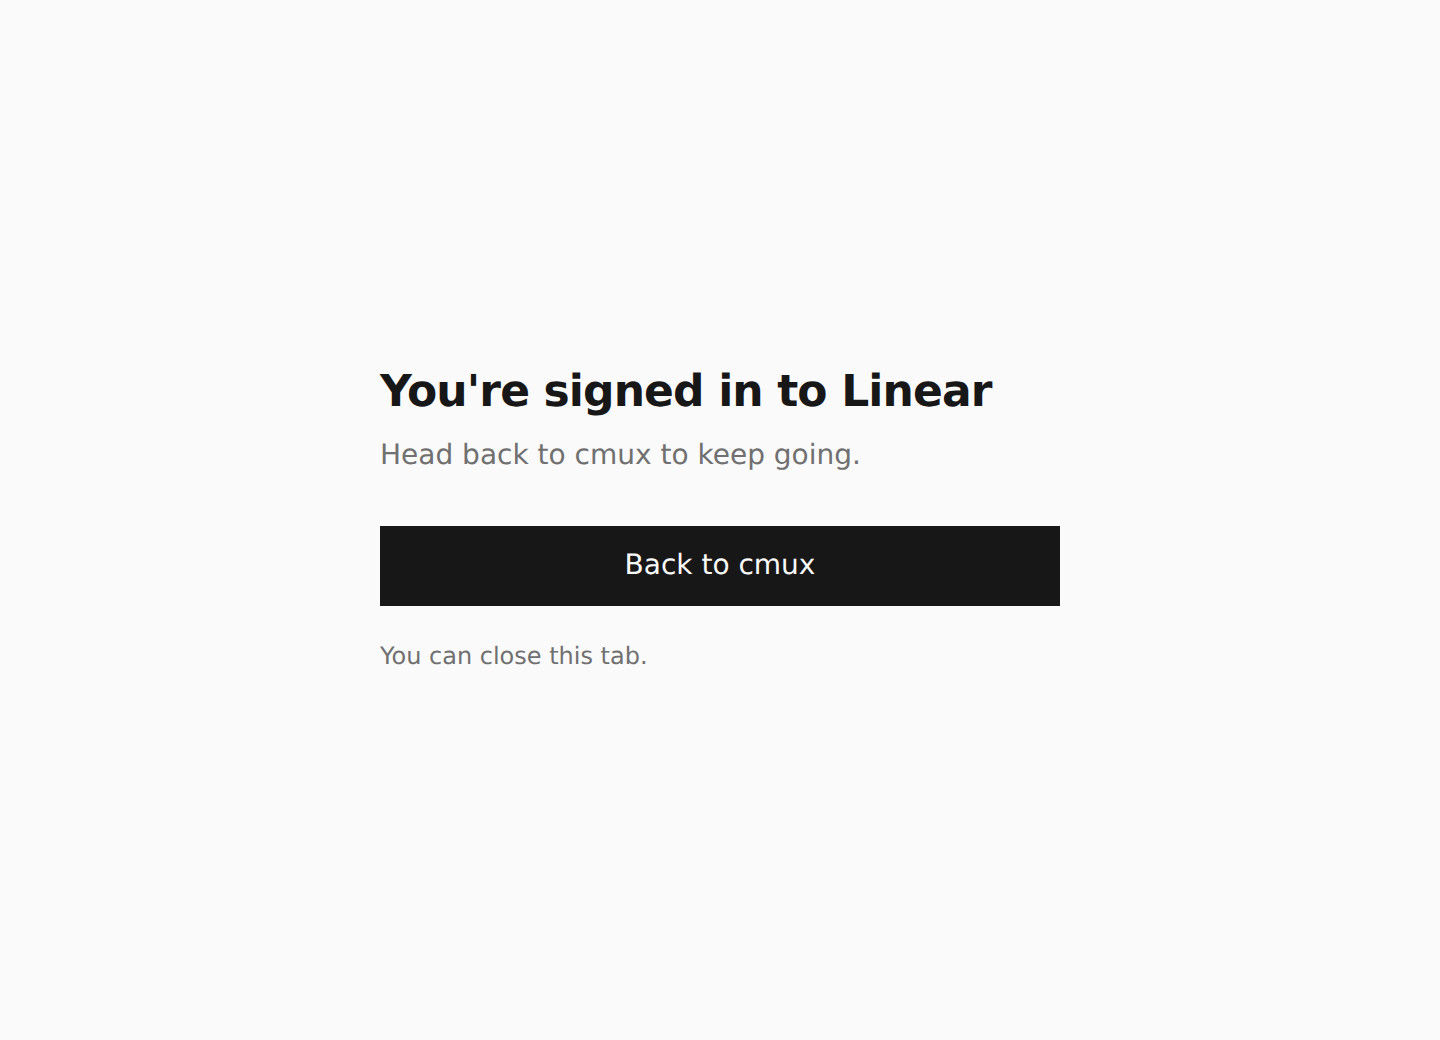 You're signed in to Linear
Head back to cmux to keep going.
Back to cmux
You can close this tab.